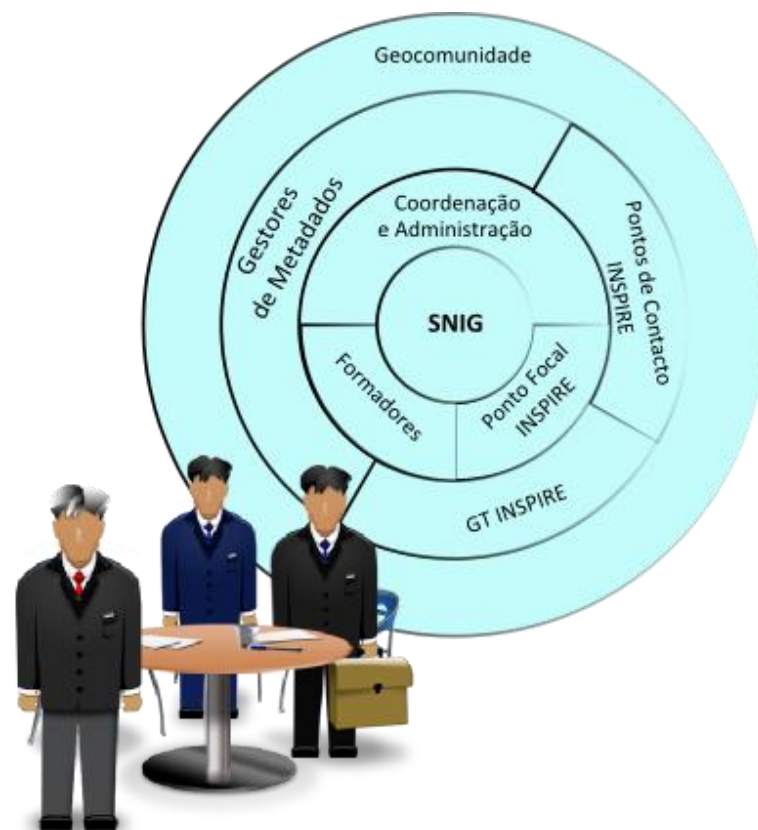 Geocomunidade
Gestores
de Metadados
Coordenação
e Administração
Pontos de Contacto
INSPIRE
SNIG
Formadores
Ponto Focal
INSPIRE
GT INSPIRE